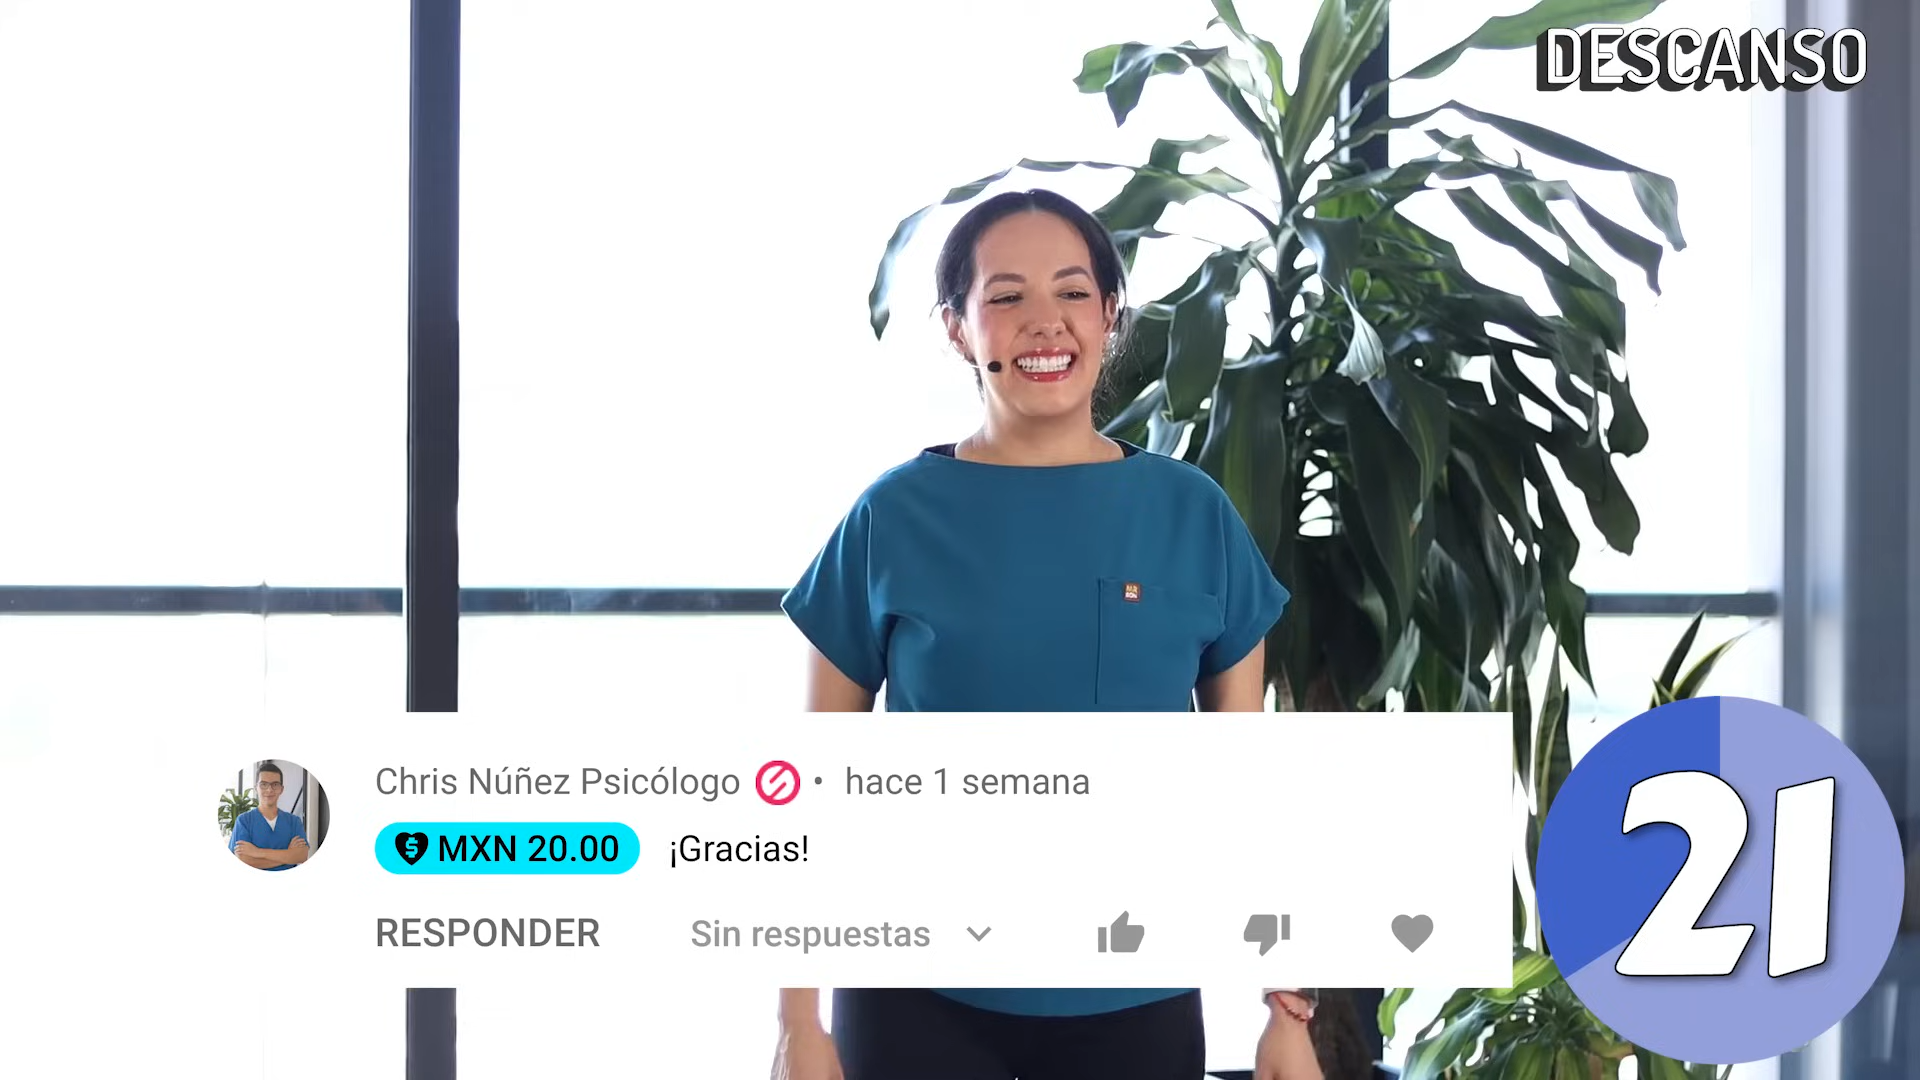 DESCANSO
Chris Núñez Psicólogo • hace 1 semana
MXN 20.00 ¡Gracias!
RESPONDER Sin respuestas
21